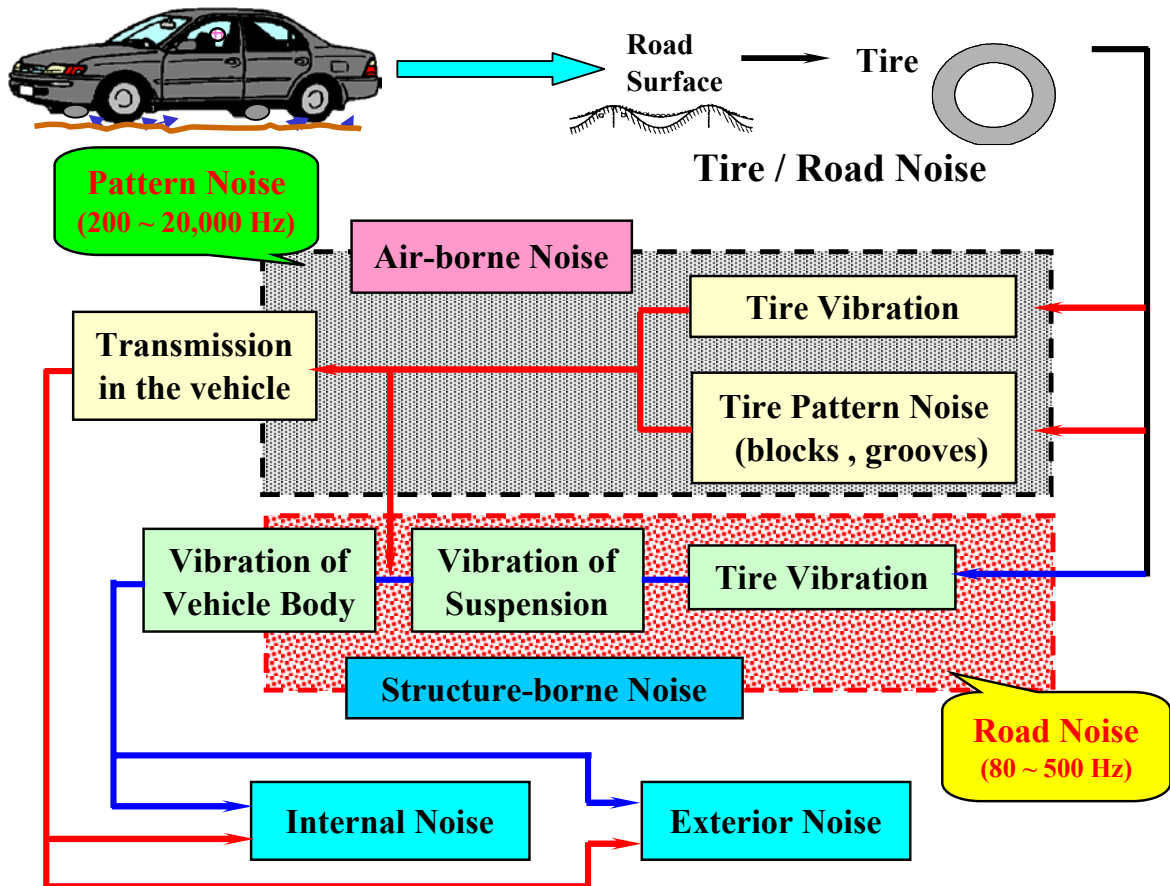 Road
Surface
Tire
Tire / Road Noise
Pattern Noise
(200 ~ 20,000 Hz)
Air-borne Noise
Tire Vibration
Transmission
in the vehicle
Tire Pattern Noise
(blocks , grooves)
Vibration of
Vehicle Body
Vibration of
Suspension
Tire Vibration
Structure-borne Noise
Road Noise
(80 ~ 500 Hz)
Internal Noise
Exterior Noise